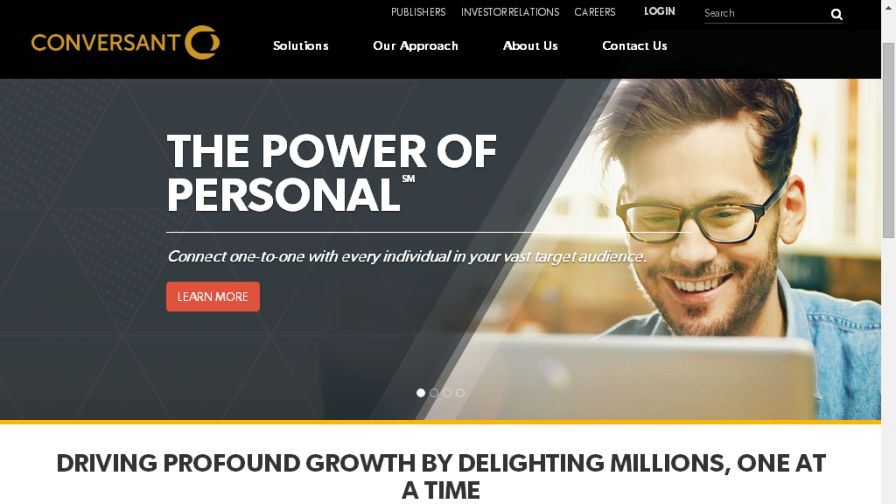 PUBLISHERS INVESTOR RELATIONS CAREERS LOGIN Search
CONVERSANT
Solutions Our Approach About Us Contact Us
THE POWER OF
PERSONAL℠
Connect one-to-one with every individual in your vast target audience.
LEARN MORE
DRIVING PROFOUND GROWTH BY DELIGHTING MILLIONS, ONE AT
A TIME